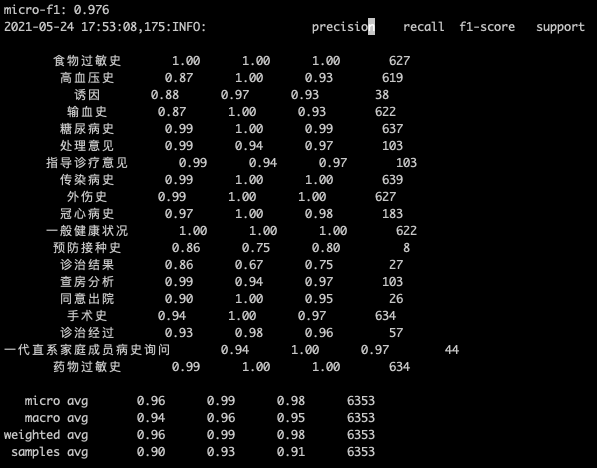 micro-f1: 0.976
2021-05-24 17:53:08,175:INFO: precision recall f1-score support
食物过敏史 1.00 1.00 1.00 627
高血压史 0.87 1.00 0.93 619
诱因 0.88 0.97 0.93 38
输血史 0.87 1.00 0.93 622
糖尿病史 0.99 1.00 0.99 637
处理意见 0.99 0.94 0.97 103
指导诊疗意见 0.99 0.94 0.97 103
传染病史 0.99 1.00 1.00 639
外伤史 0.99 1.00 1.00 627
冠心病史 0.97 1.00 0.98 183
一般健康状况 1.00 1.00 1.00 622
预防接种史 0.86 0.75 0.80 8
诊治结果 0.86 0.67 0.75 27
查房分析 0.99 0.94 0.97 103
同意出院 0.90 1.00 0.95 26
手术史 0.94 1.00 0.97 634
诊治经过 0.93 0.98 0.96 57
一代直系家庭成员病史询问 0.94 1.00 0.97 44
药物过敏史 0.99 1.00 1.00 634
micro avg 0.96 0.99 0.98 6353
macro avg 0.94 0.96 0.95 6353
weighted avg 0.96 0.99 0.98 6353
samples avg 0.90 0.93 0.91 6353